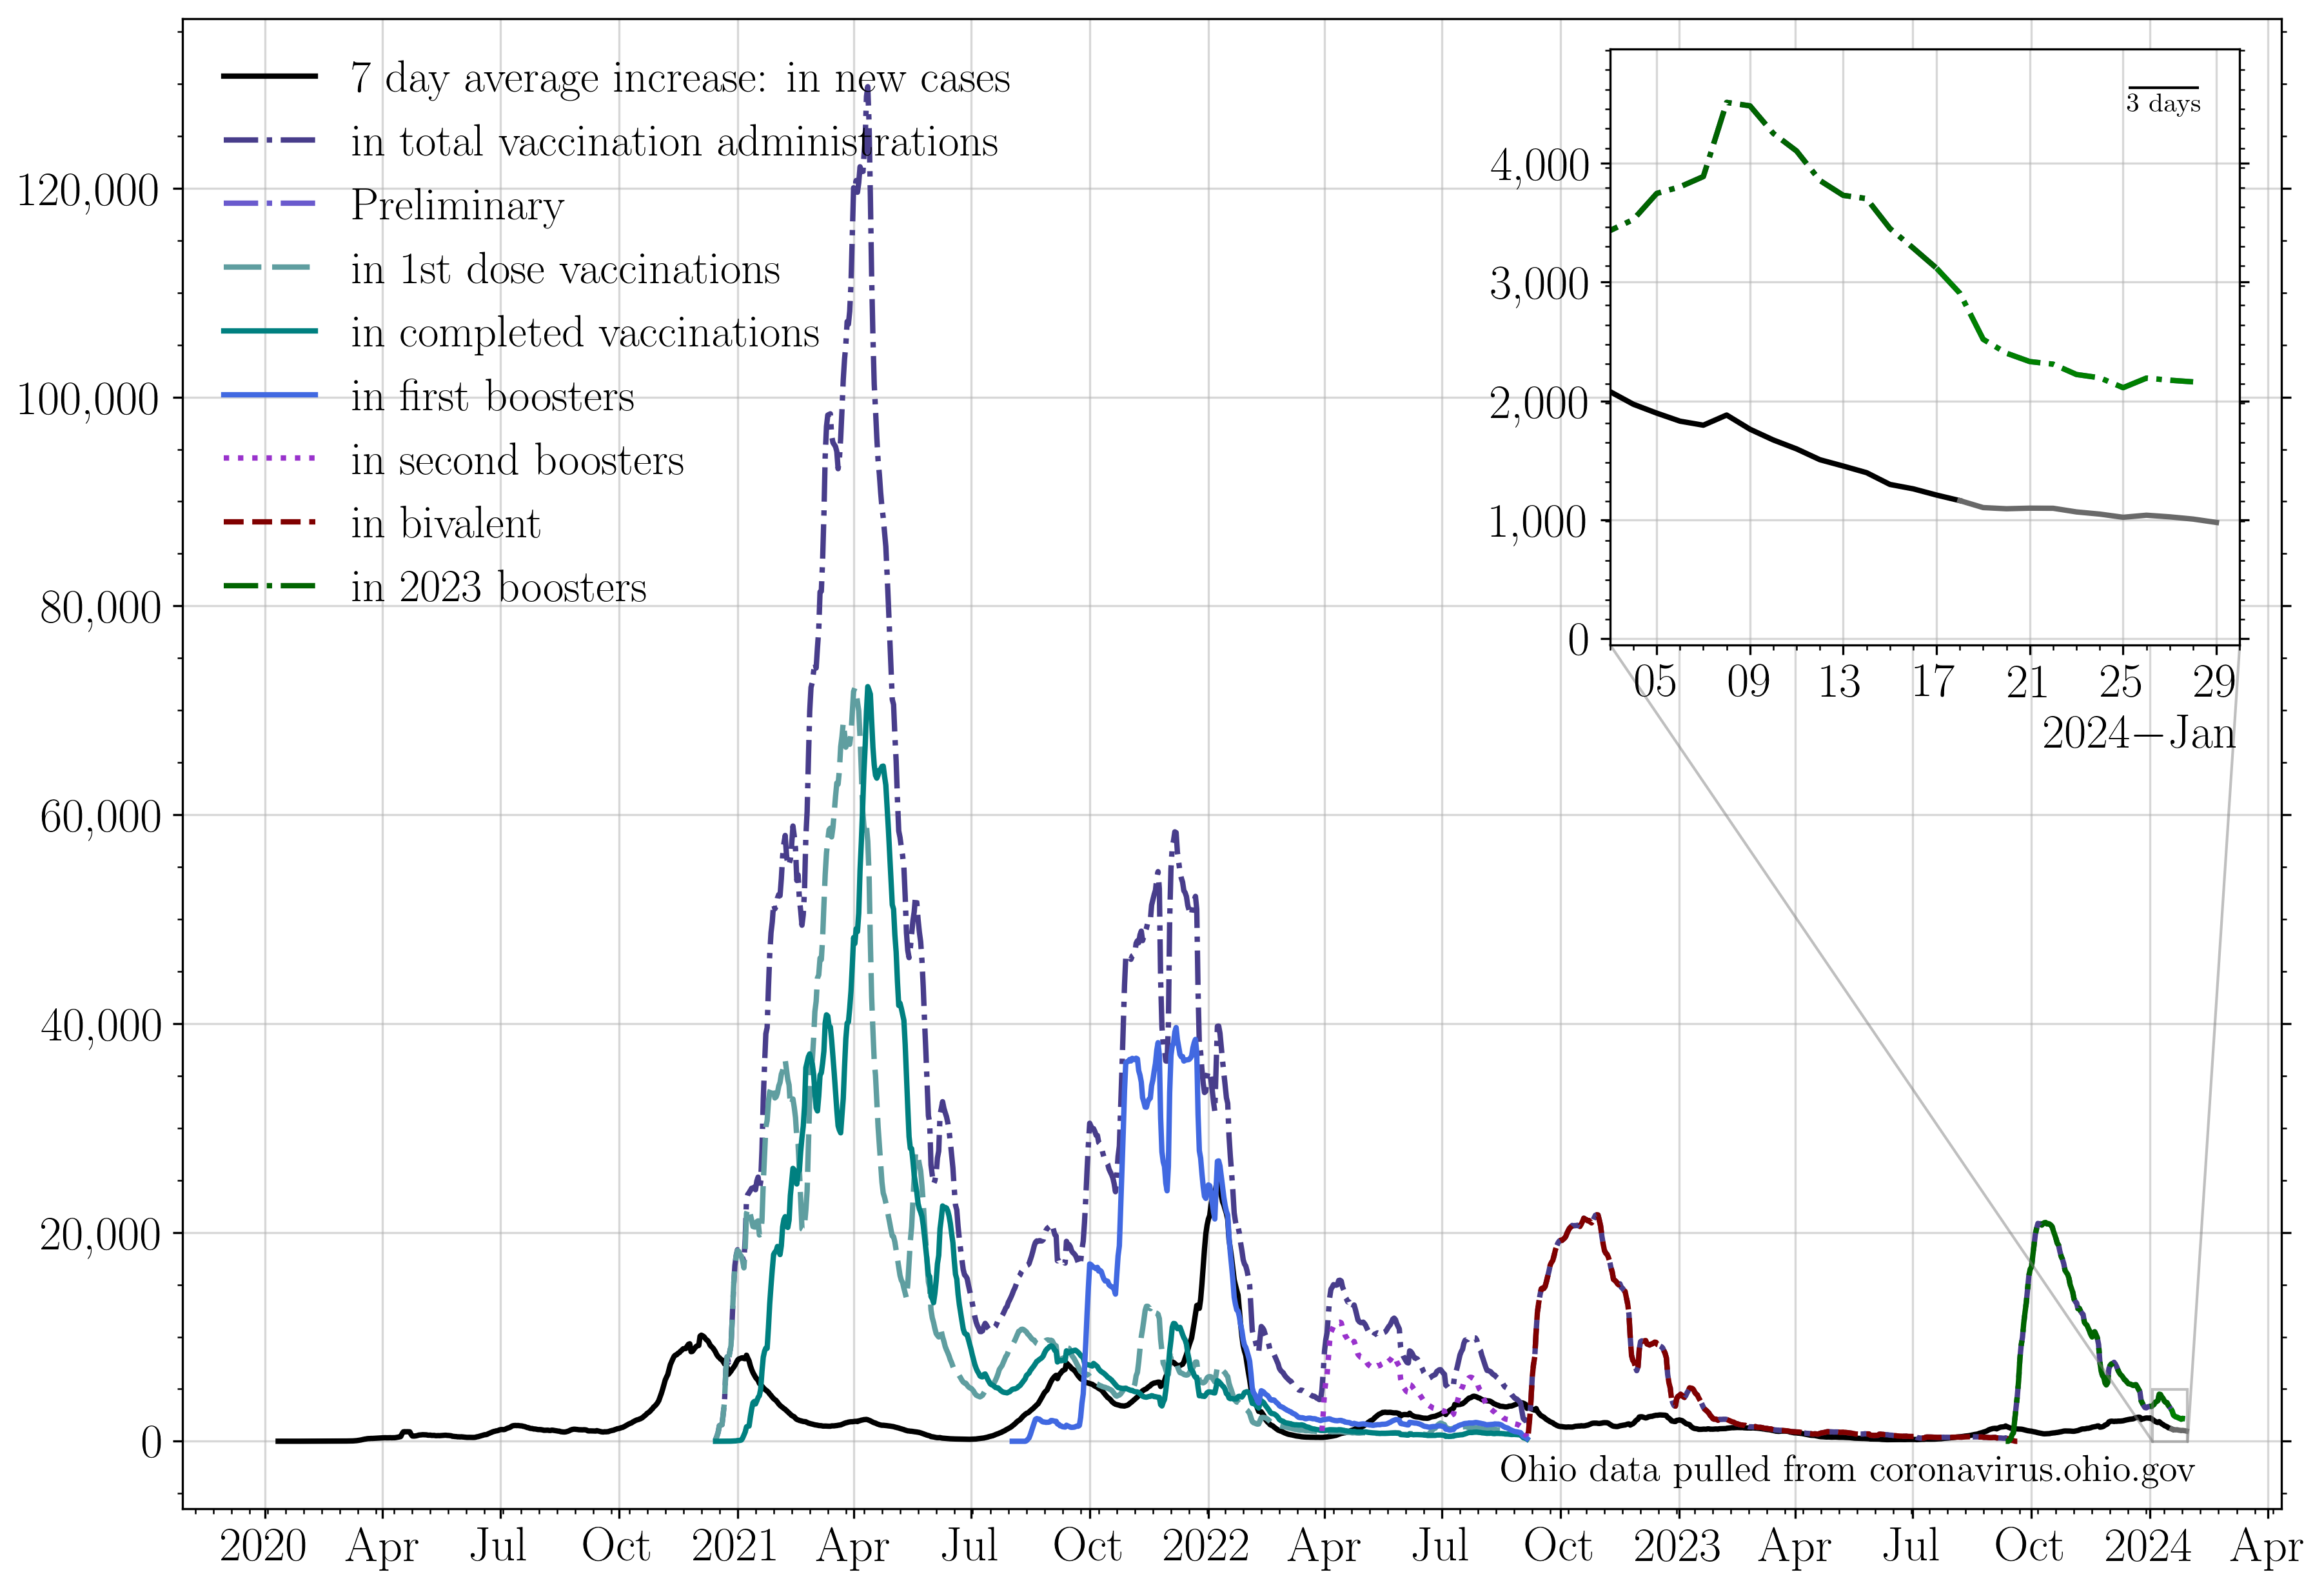 7 day average increase: in new cases
in total vaccination administrations
Preliminary
in 1st dose vaccinations
in completed vaccinations
in first boosters
in second boosters
in bivalent
in 2023 boosters
120,000
100,000
80,000
60,000
40,000
20,000
0
3 days
4,000
3,000
2,000
1,000
0
05 09 13 17 21 25 29
2024−Jan
Ohio data pulled from coronavirus.ohio.gov
2020 Apr Jul Oct 2021 Apr Jul Oct 2022 Apr Jul Oct 2023 Apr Jul Oct 2024 Apr